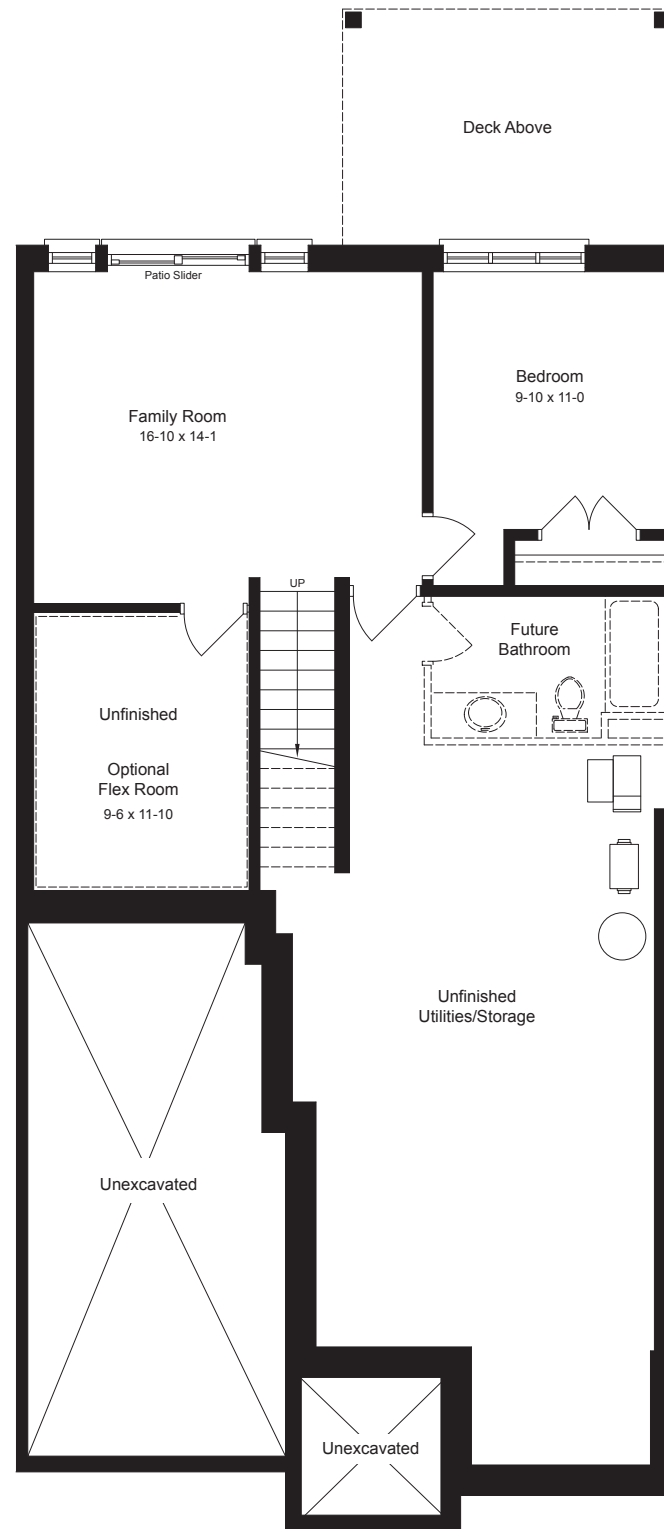 Deck Above
Patio Slider
Family Room
16-10 x 14-1
Bedroom
9-10 x 11-0
UP
Future
Bathroom
Unfinished
Optional
Flex Room
9-6 x 11-10
Unfinished
Utilities/Storage
Unexcavated
Unexcavated